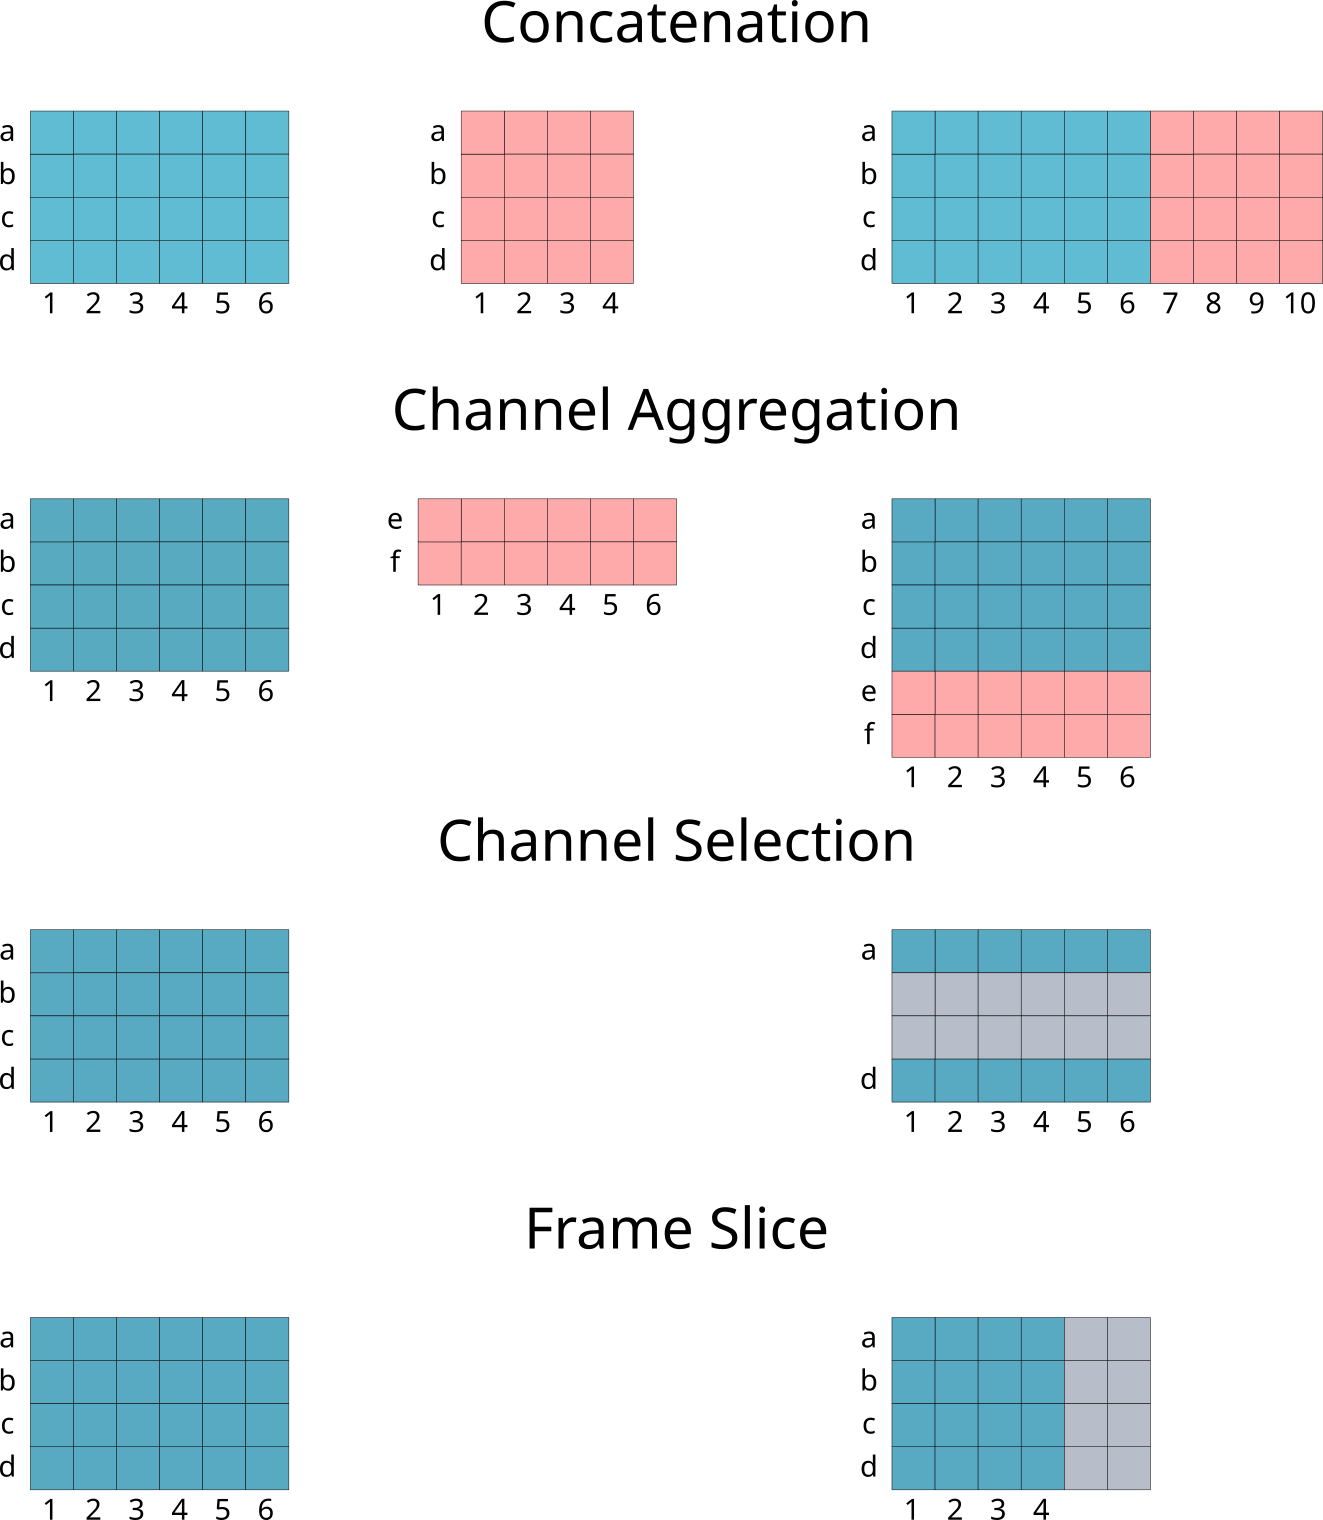 Concatenation
a a a
b b b
c c c
d d d
1 2 3 4 5 6 1 2 3 4 1 2 3 4 5 6 7 8 9 10
Channel Aggregation
a e a
b f b
c 1 2 3 4 5 6 c
d d
1 2 3 4 5 6 e
f
1 2 3 4 5 6
Channel Selection
a a
b
c
d d
1 2 3 4 5 6 1 2 3 4 5 6
Frame Slice
a a
b b
c c
d d
1 2 3 4 5 6 1 2 3 4